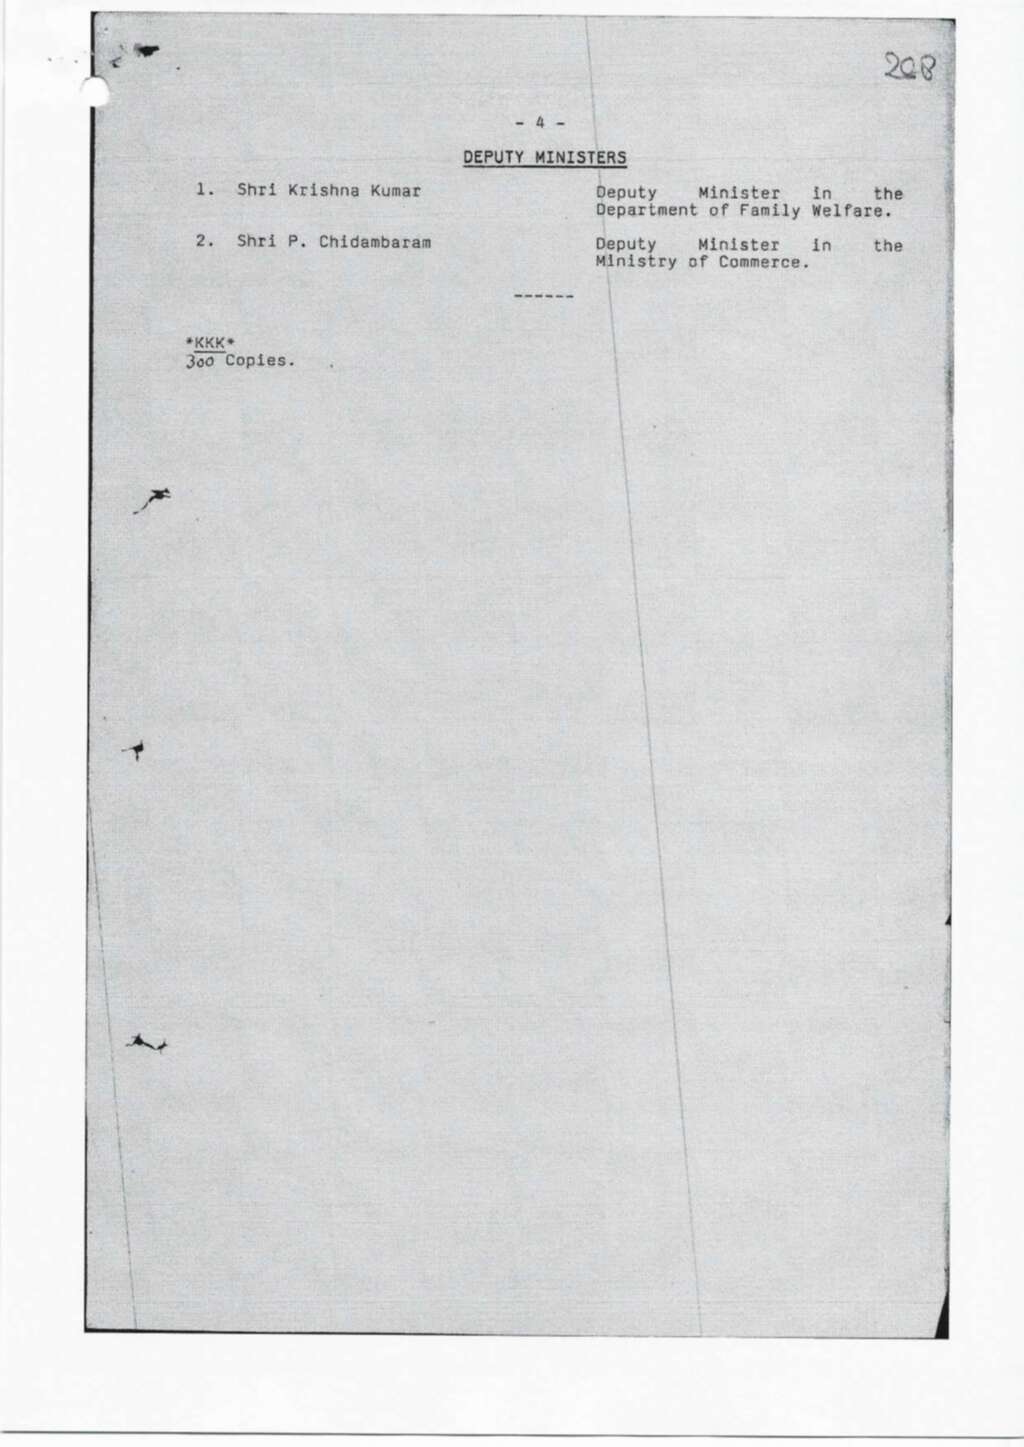 208
- 4 -
DEPUTY MINISTERS
1. Shri Krishna Kumar Deputy Minister in the
Department of Family Welfare.
2. Shri P. Chidambaram Deputy Minister in the
Ministry of Commerce.
------
*KKK*
300 Copies.